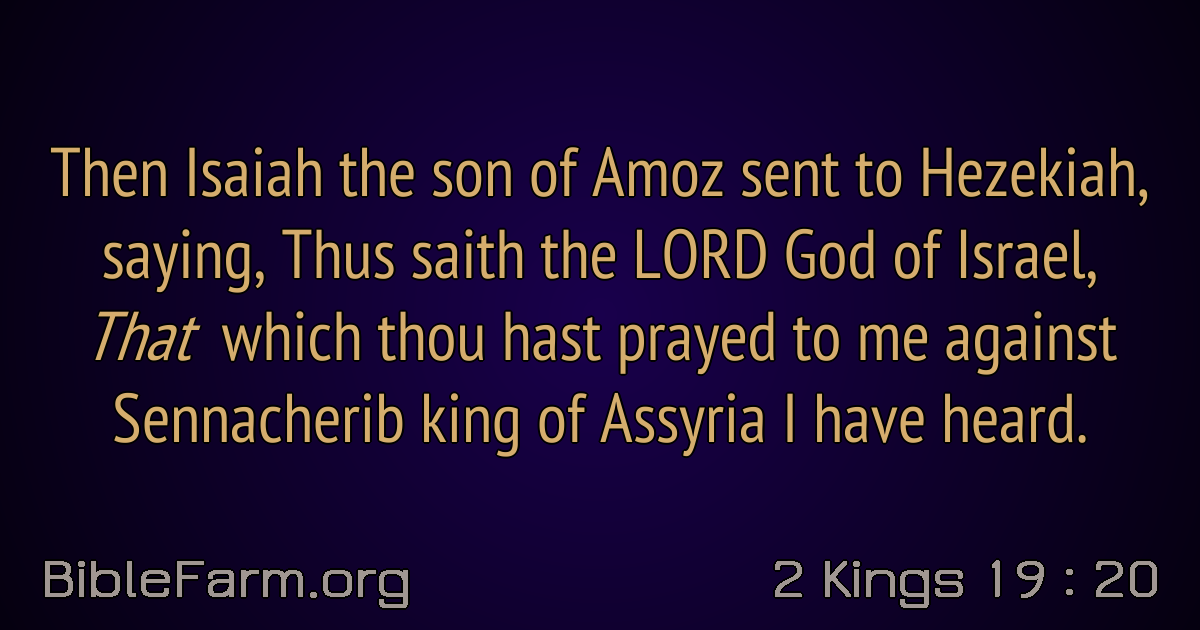 Then Isaiah the son of Amoz sent to Hezekiah,
saying, Thus saith the LORD God of Israel,
That which thou hast prayed to me against
Sennacherib king of Assyria I have heard.
BibleFarm.org
2 Kings 19 : 20